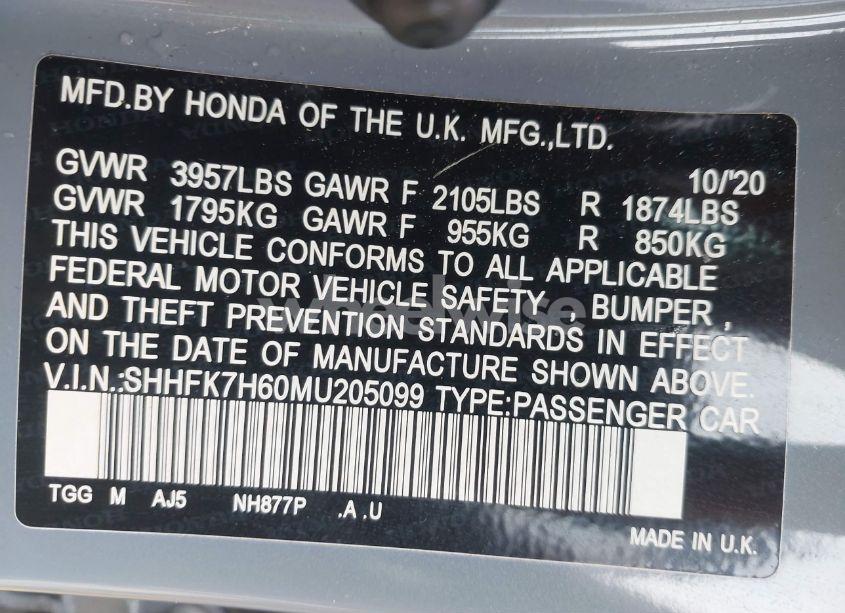 MFD.BY HONDA OF THE U.K. MFG.,LTD.
10/'20
GVWR 3957LBS GAWR F 2105LBS R 1874LBS
GVWR 1795KG GAWR F 955KG R 850KG
THIS VEHICLE CONFORMS TO ALL APPLICABLE
FEDERAL MOTOR VEHICLE SAFETY , BUMPER ,
AND THEFT PREVENTION STANDARDS IN EFFECT
ON THE DATE OF MANUFACTURE SHOWN ABOVE.
V.I.N.:SHHFK7H60MU205099 TYPE:PASSENGER CAR
TGG M AJ5 NH877P .A .U
MADE IN U.K.
wheelwise